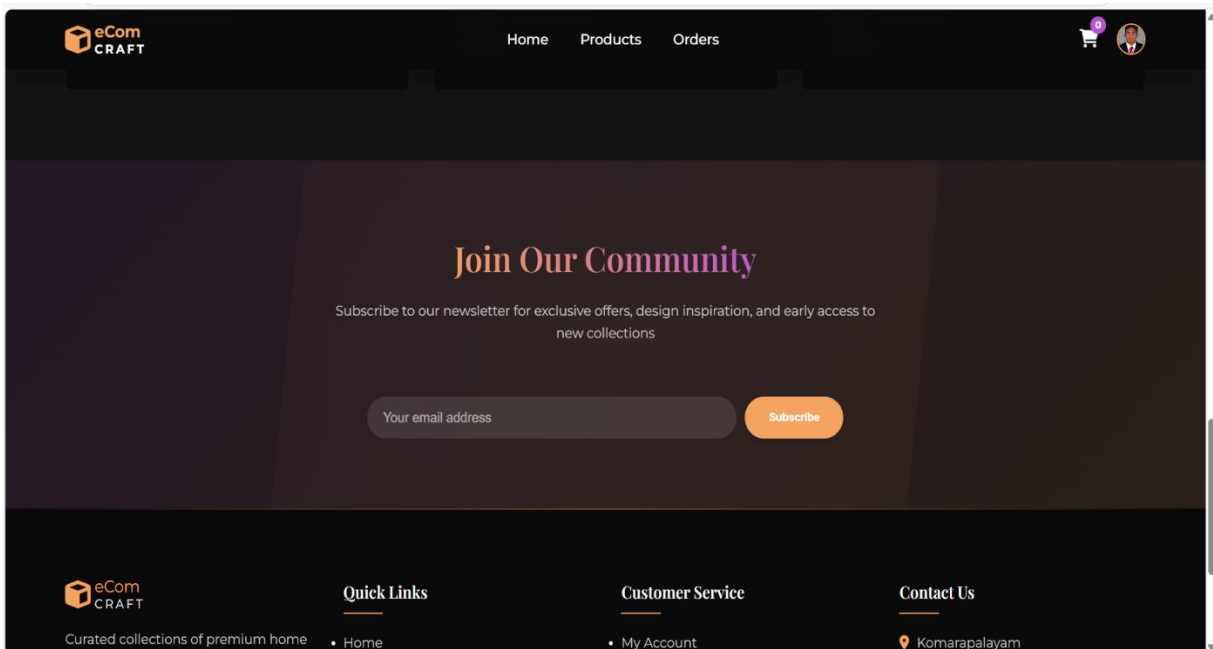 eCom
CRAFT
Home Products Orders
0
Join Our Community
Subscribe to our newsletter for exclusive offers, design inspiration, and early access to
new collections
Your email address Subscribe
eCom
CRAFT
Curated collections of premium home
Quick Links
• Home
Customer Service
• My Account
Contact Us
Komarapalayam